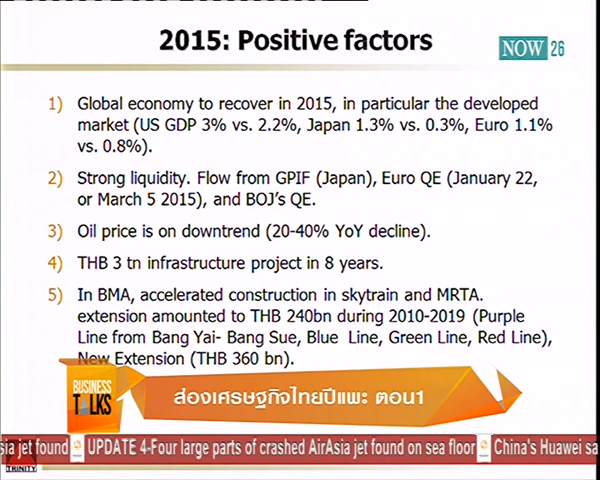 2015: Positive factors
NOW 26
1) Global economy to recover in 2015, in particular the developed
market (US GDP 3% vs. 2.2%, Japan 1.3% vs. 0.3%, Euro 1.1%
vs. 0.8%).
2) Strong liquidity. Flow from GPIF (Japan), Euro QE (January 22,
or March 5 2015), and BOJ's QE.
3) Oil price is on downtrend (20-40% YoY decline).
4) THB 3 tn infrastructure project in 8 years.
5) In BMA, accelerated construction in skytrain and MRTA.
extension amounted to THB 240bn during 2010-2019 (Purple
Line from Bang Yai- Bang Sue, Blue Line, Green Line, Red Line),
New Extension (THB 360 bn).
BUSINESS
TALKS
ส่องเศรษฐกิจไทยปีแพะ ตอน1
sia jet found UPDATE 4-Four large parts of crashed AirAsia jet found on sea floor China's Huawei sa
TRINITY